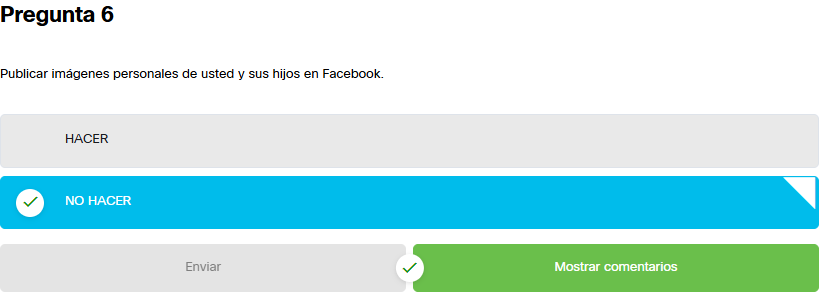 Pregunta 6
Publicar imágenes personales de usted y sus hijos en Facebook.
HACER
NO HACER
Enviar
Mostrar comentarios